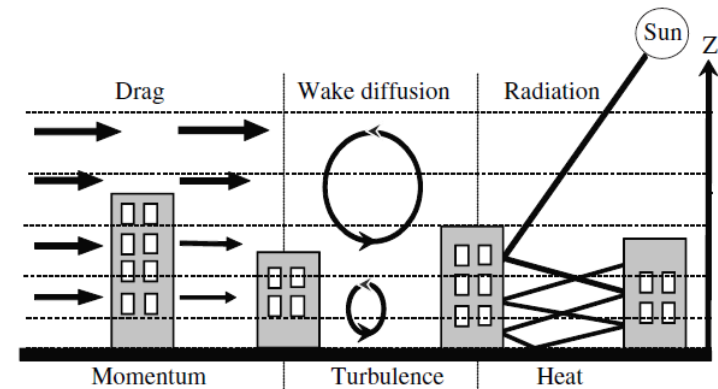 Sun
Z
Drag Wake diffusion Radiation
Momentum Turbulence Heat